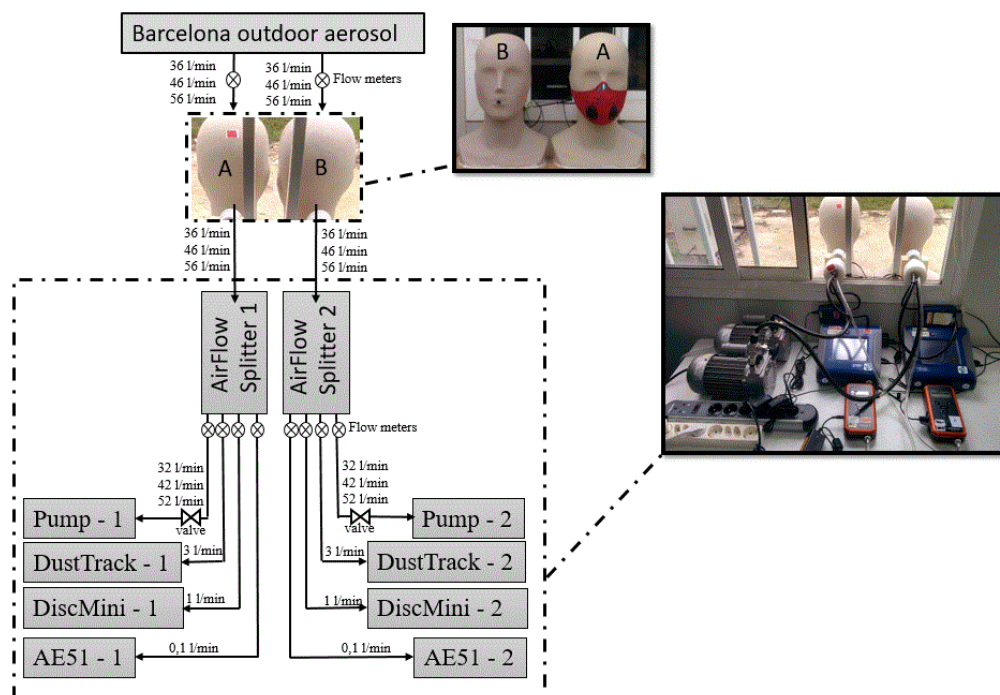 Barcelona outdoor aerosol
36 l/min
46 l/min
56 l/min
36 l/min
46 l/min
56 l/min
Flow meters
B
A
A
B
36 l/min
46 l/min
56 l/min
36 l/min
46 l/min
56 l/min
AirFlow
Splitter 1
AirFlow
Splitter 2
Flow meters
32 l/min
42 l/min
52 l/min
32 l/min
42 l/min
52 l/min
Pump - 1
valve
valve
Pump - 2
DustTrack - 1
3 l/min
3 l/min
DustTrack - 2
DiscMini - 1
1 l/min
1 l/min
DiscMini - 2
AE51 - 1
0,1 l/min
0,1 l/min
AE51 - 2